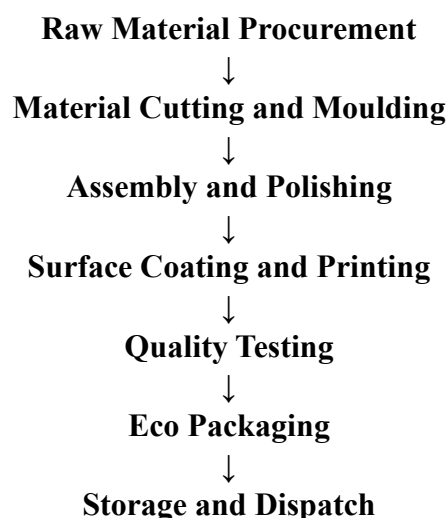 Raw Material Procurement
↓
Material Cutting and Moulding
↓
Assembly and Polishing
↓
Surface Coating and Printing
↓
Quality Testing
↓
Eco Packaging
↓
Storage and Dispatch